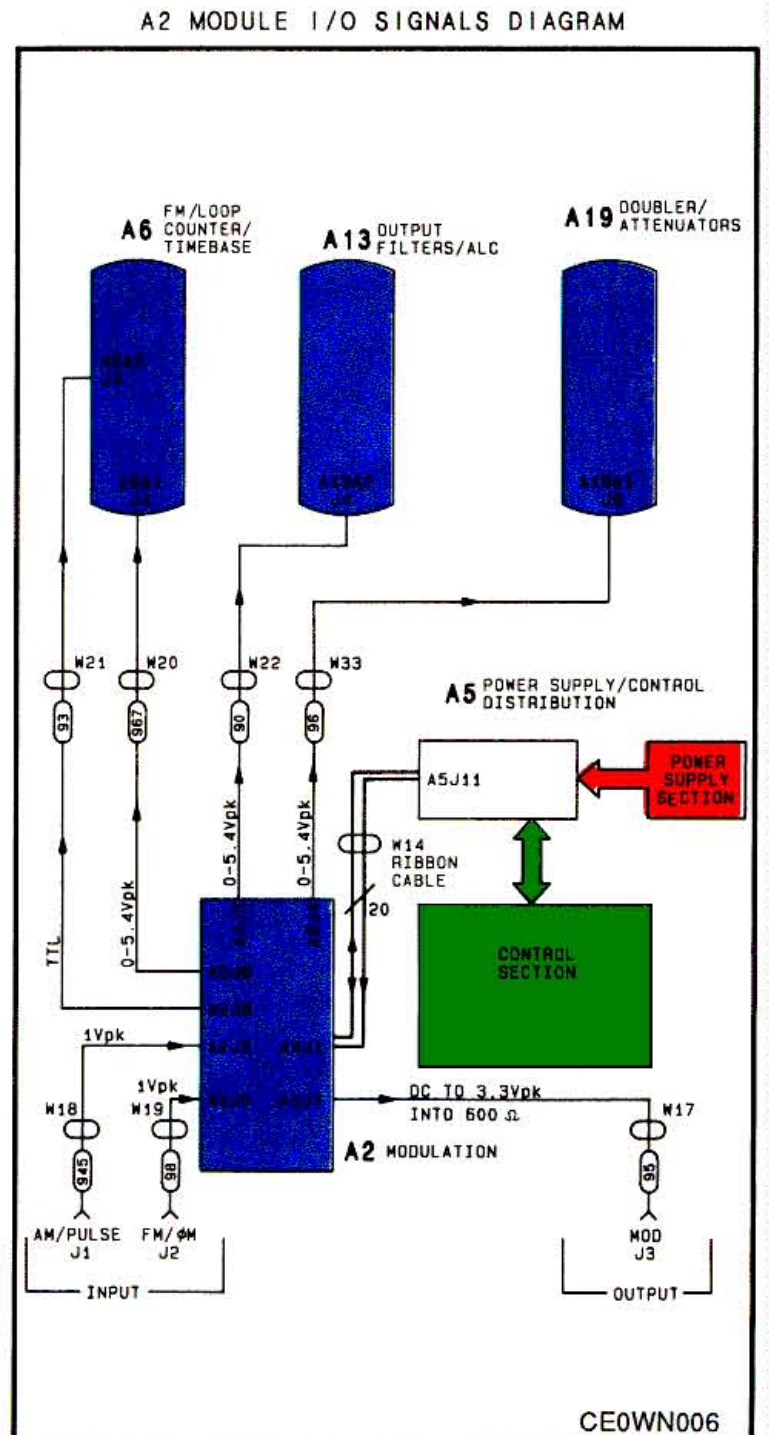 A2 MODULE I/O SIGNALS DIAGRAM
A6 FM/LOOP
COUNTER/
TIMEBASE
A13 OUTPUT
FILTERS/ALC
A19 DOUBLER/
ATTENUATORS
W21
W20
W22
W33
93
967
90
96
A5 POWER SUPPLY/CONTROL
DISTRIBUTION
A5J11
POWER
SUPPLY
SECTION
W14
RIBBON
CABLE
20
CONTROL
SECTION
TTL
0-5.4Vpk
0-5.4Vpk
0-5.4Vpk
1Vpk
1Vpk
DC TO 3.3Vpk
INTO 600 Ω
W18
W19
W17
A2 MODULATION
945
98
95
AM/PULSE
J1
FM/ΦM
J2
MOD
J3
INPUT
OUTPUT
CE0WN006